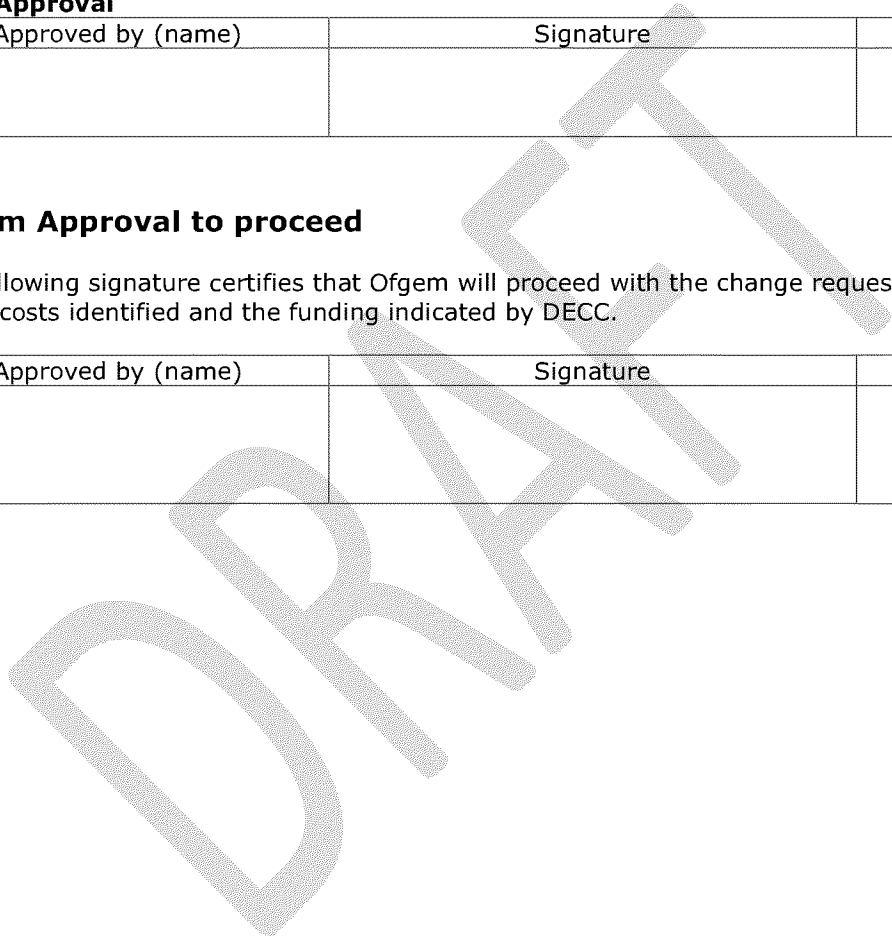 Approval
Approved by (name) Signature
m Approval to proceed
llowing signature certifies that Ofgem will proceed with the change reques
costs identified and the funding indicated by DECC.
Approved by (name) Signature
DRAFT